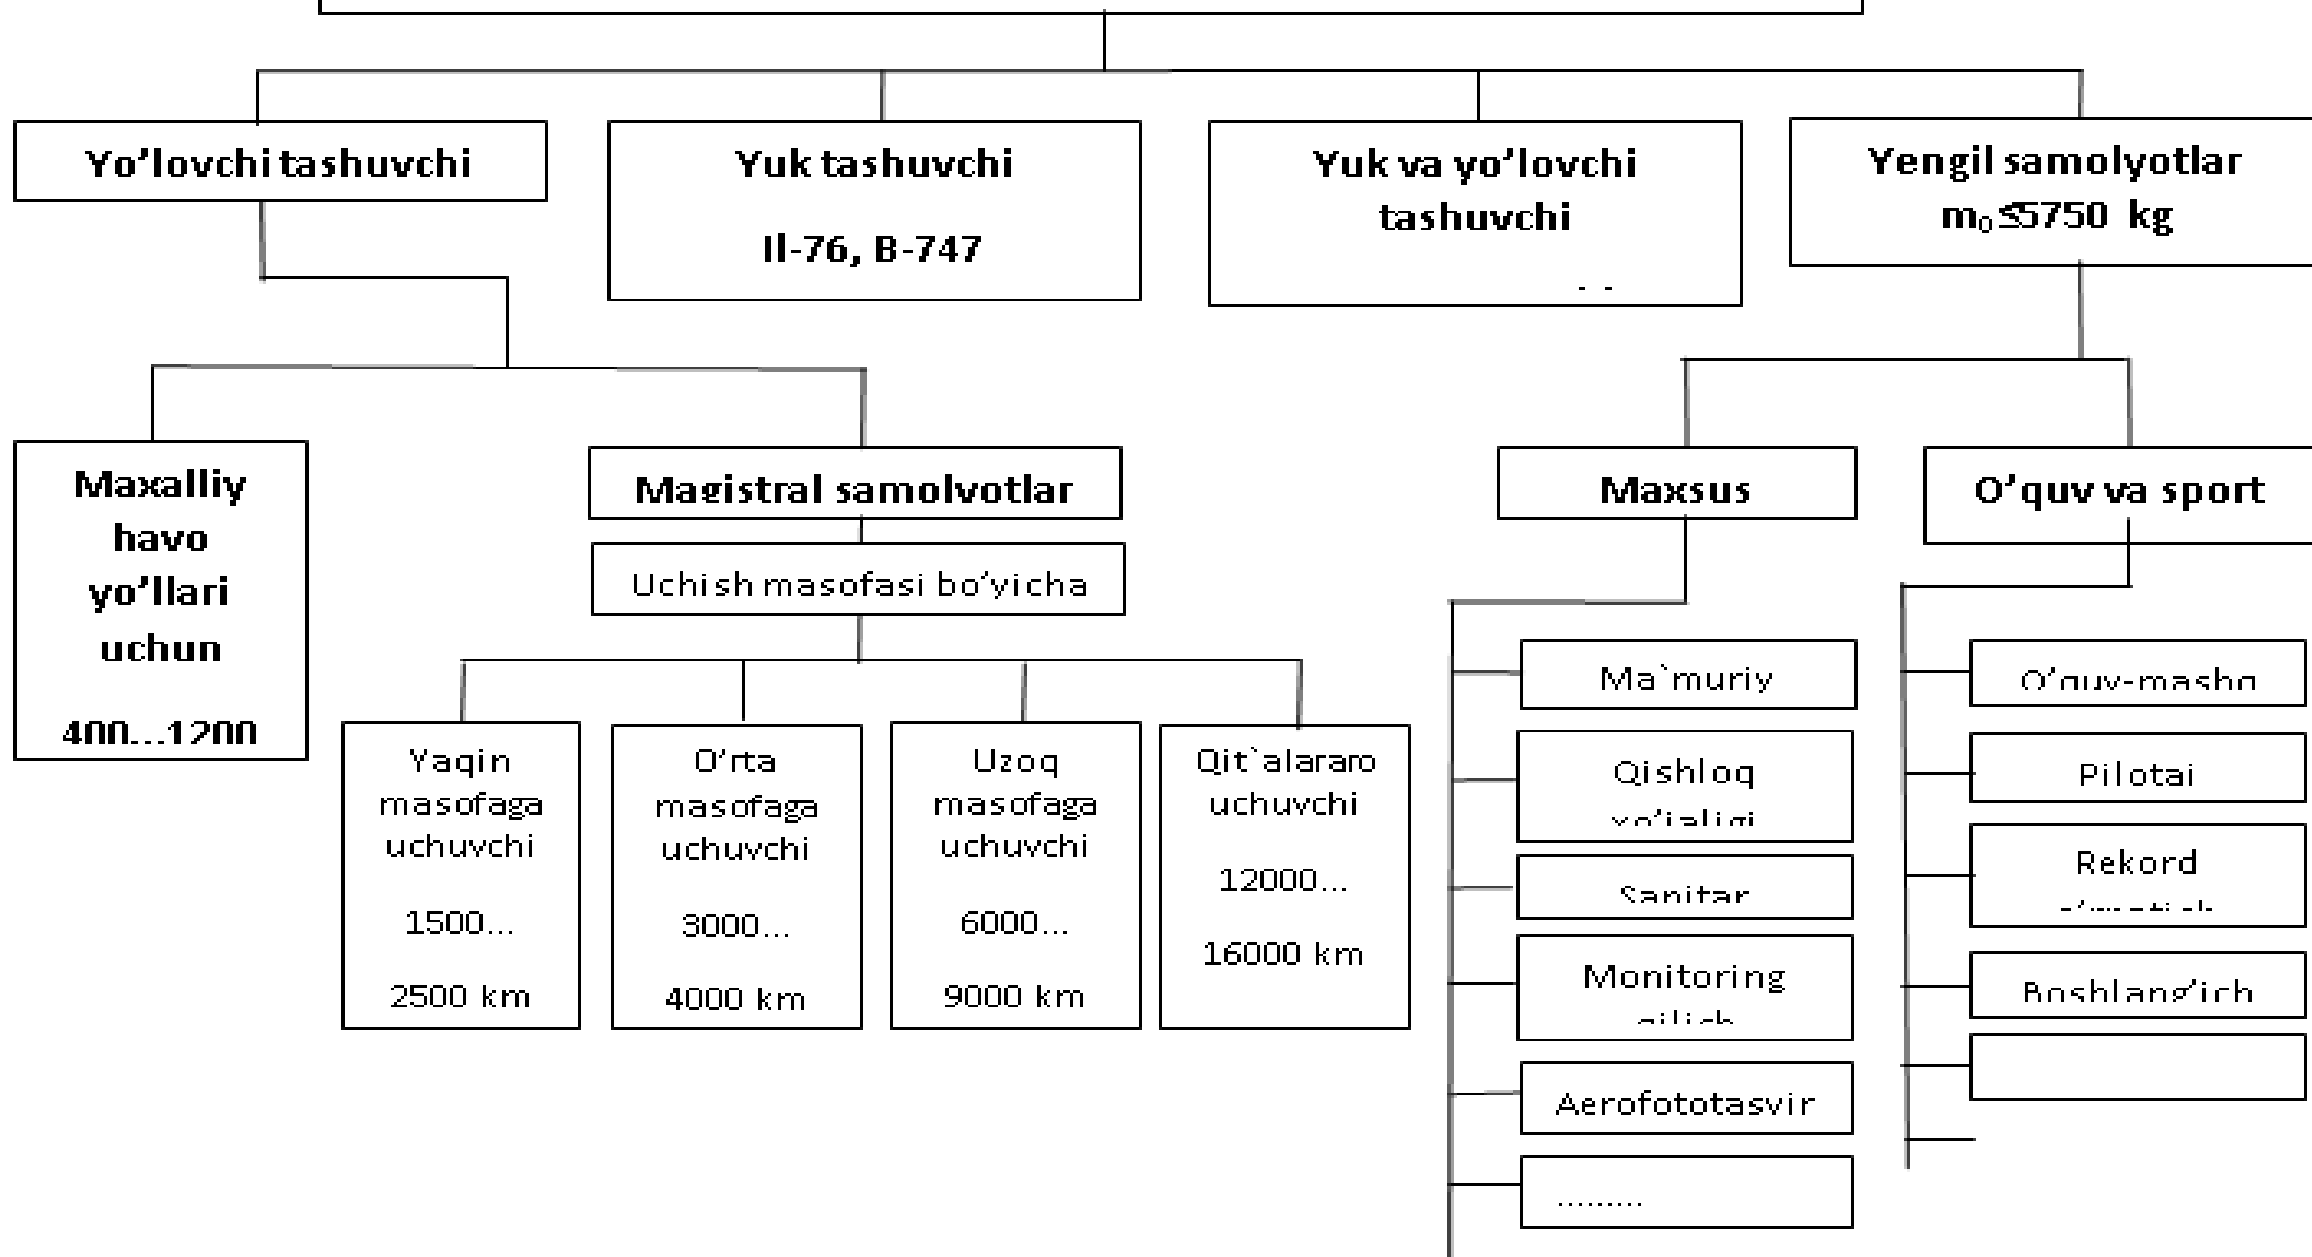 Yo’lovchi tashuvchi
Yuk tashuvchi
Il-76, B-747
Yuk va yo’lovchi
tashuvchi
Yengil samolyotlar
m₀≤5750 kg
Maxalliy
havo
yo’llari
uchun
400...1200
Magistral samolyotlar
Uchish masofasi bo’yicha
Yaqin
masofaga
uchuvchi
1500...
2500 km
O’rta
masofaga
uchuvchi
3000...
4000 km
Uzoq
masofaga
uchuvchi
6000...
9000 km
Qit`alararo
uchuvchi
12000...
16000 km
Maxsus
Ma`muriy
Qishloq
xo’jaligi
Sanitar
Monitoring
qilish
Aerofototasvir
.........
O’quv va sport
O’quv-mashq
Pilotaj
Rekord
Boshlang’ich